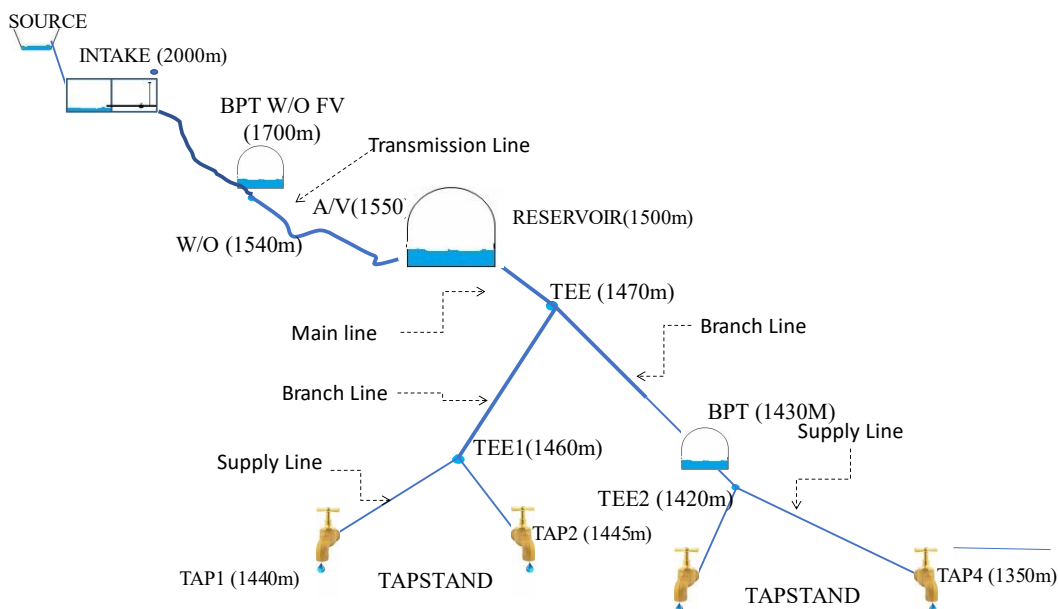 SOURCE
INTAKE (2000m)
BPT W/O FV
(1700m)
Transmission Line
A/V(1550)
RESERVOIR(1500m)
W/O (1540m)
TEE (1470m)
Main line
Branch Line
Branch Line
BPT (1430M)
Supply Line
TEE1(1460m)
Supply Line
TEE2 (1420m)
TAP2 (1445m)
TAP1 (1440m)
TAPSTAND
TAP4 (1350m)
TAPSTAND